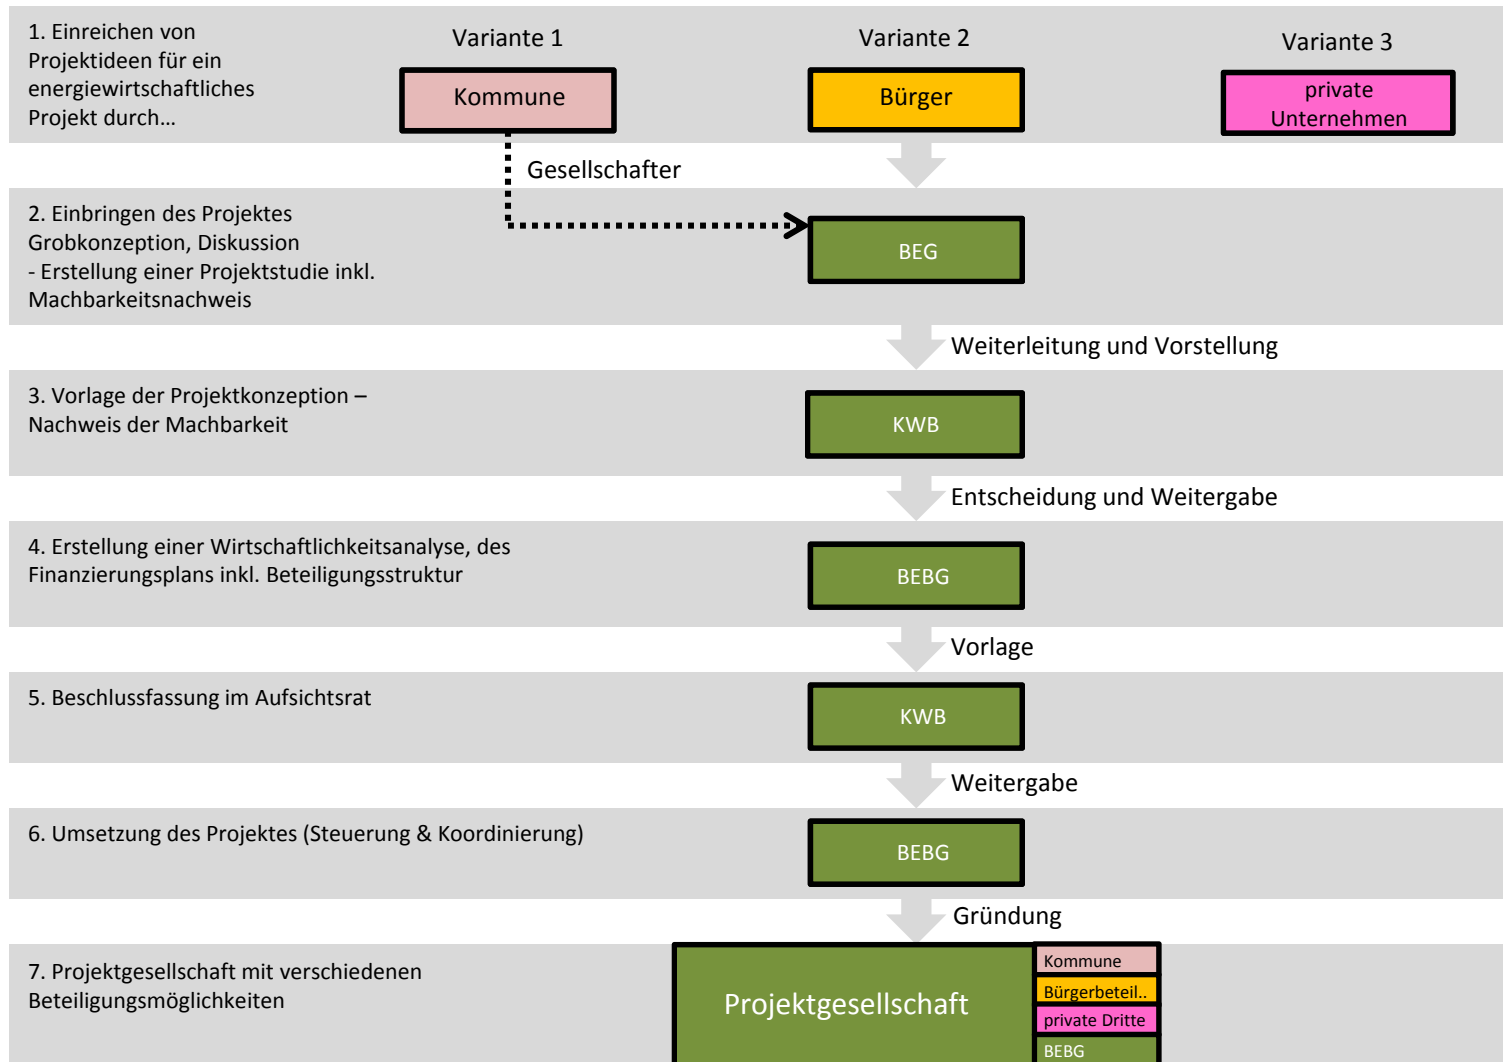 1. Einreichen von
Projektideen für ein
energiewirtschaftliches
Projekt durch…
Variante 1
Variante 2
Variante 3
Kommune
Bürger
private
Unternehmen
Gesellschafter
2. Einbringen des Projektes
Grobkonzeption, Diskussion
- Erstellung einer Projektstudie inkl.
Machbarkeitsnachweis
BEG
Weiterleitung und Vorstellung
3. Vorlage der Projektkonzeption –
Nachweis der Machbarkeit
KWB
Entscheidung und Weitergabe
4. Erstellung einer Wirtschaftlichkeitsanalyse, des
Finanzierungsplans inkl. Beteiligungsstruktur
BEBG
Vorlage
5. Beschlussfassung im Aufsichtsrat
KWB
Weitergabe
6. Umsetzung des Projektes (Steuerung & Koordinierung)
BEBG
Gründung
7. Projektgesellschaft mit verschiedenen
Beteiligungsmöglichkeiten
Projektgesellschaft
Kommune
Bürgerbeteil..
private Dritte
BEBG